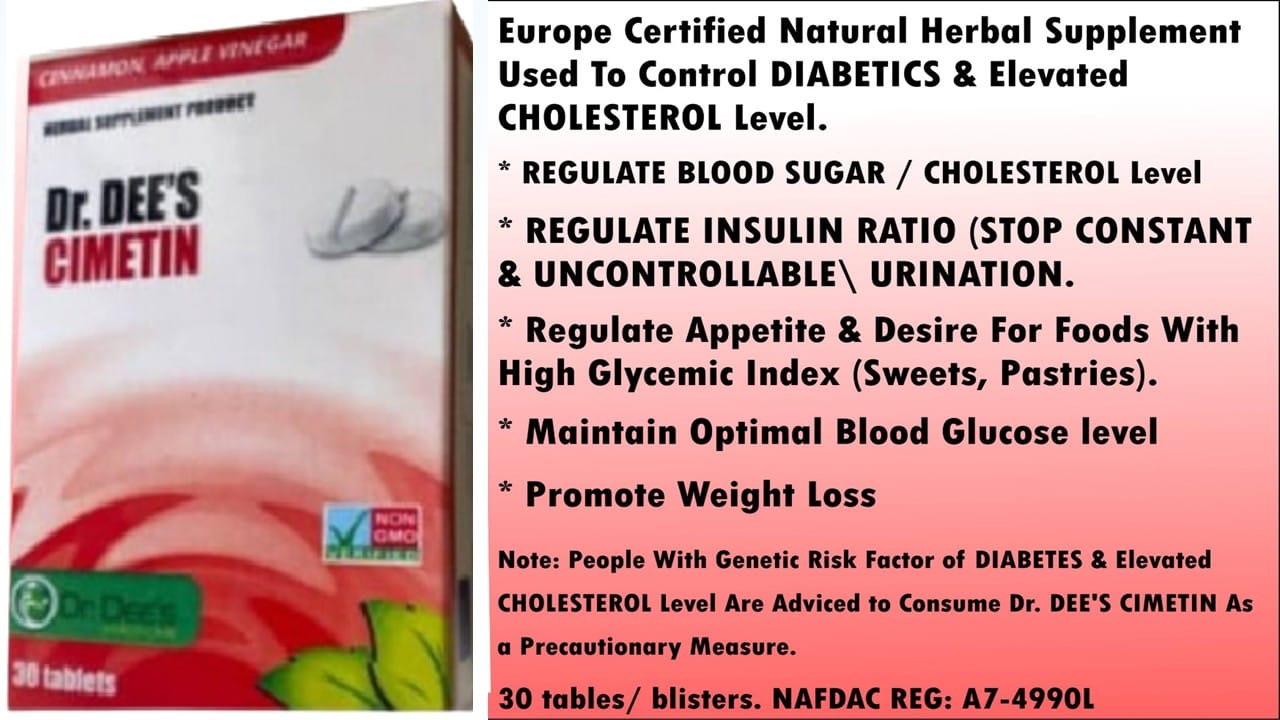 CINNAMON, APPLE VINEGAR
HERBAL SUPPLEMENT PRODUCT
Dr. DEE'S
CIMETIN
NON
GMO
Dr. Dee's
30 tablets
Europe Certified Natural Herbal Supplement
Used To Control DIABETICS & Elevated
CHOLESTEROL Level.
* REGULATE BLOOD SUGAR / CHOLESTEROL Level
* REGULATE INSULIN RATIO (STOP CONSTANT
& UNCONTROLLABLE\ URINATION.
* Regulate Appetite & Desire For Foods With
High Glycemic Index (Sweets, Pastries).
* Maintain Optimal Blood Glucose level
* Promote Weight Loss
Note: People With Genetic Risk Factor of DIABETES & Elevated
CHOLESTEROL Level Are Adviced to Consume Dr. DEE'S CIMETIN As
a Precautionary Measure.
30 tables/ blisters. NAFDAC REG: A7-4990L